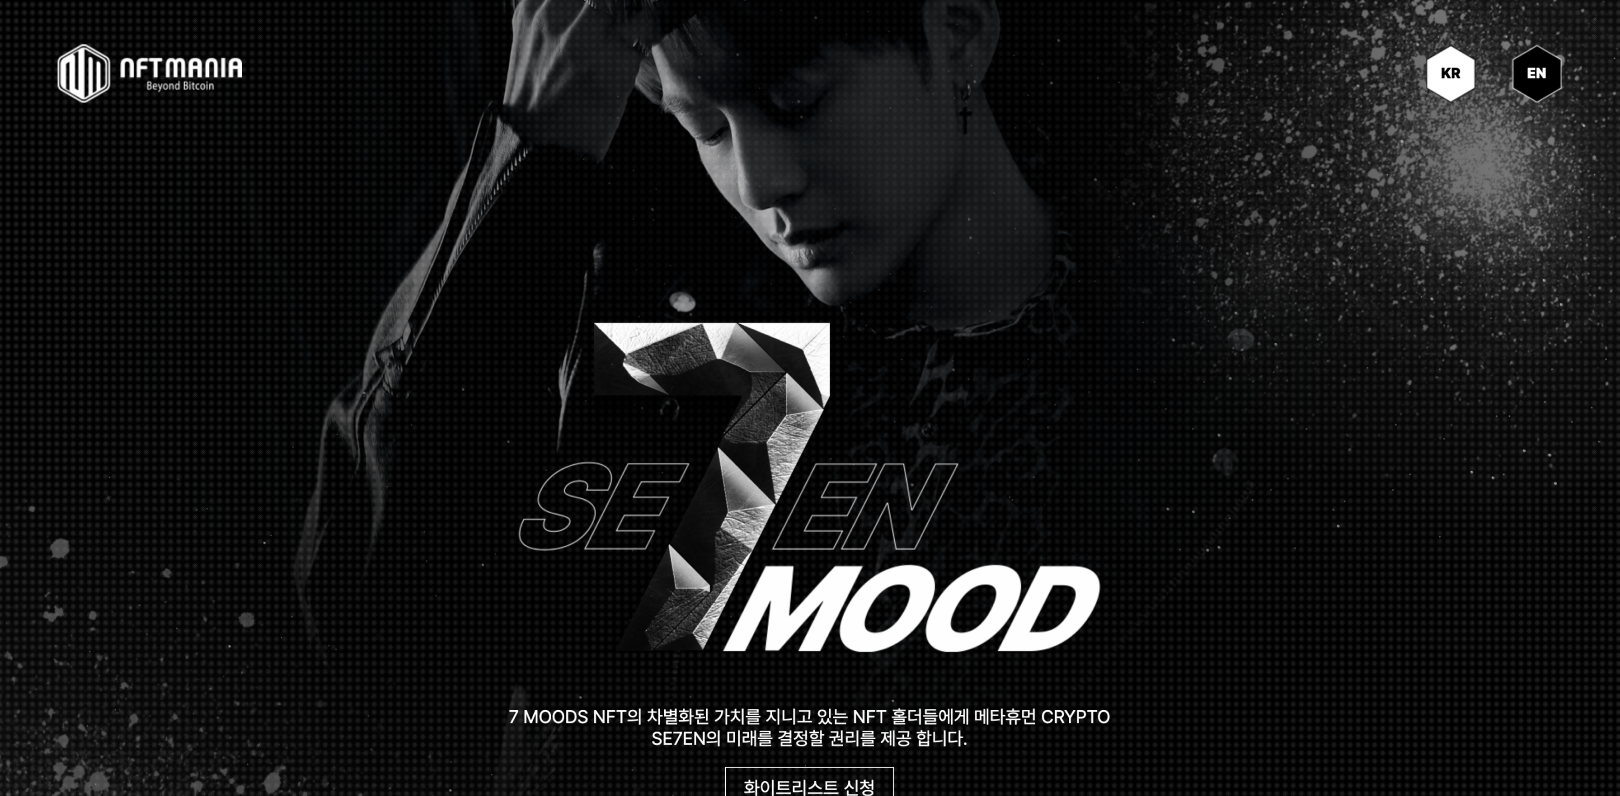 NFTMANIA
Beyond Bitcoin
KR
EN
SE7EN
MOOD
7 MOODS NFT의 차별화된 가치를 지니고 있는 NFT 홀더들에게 메타휴먼 CRYPTO
SE7EN의 미래를 결정할 권리를 제공 합니다.
화이트리스트 신청